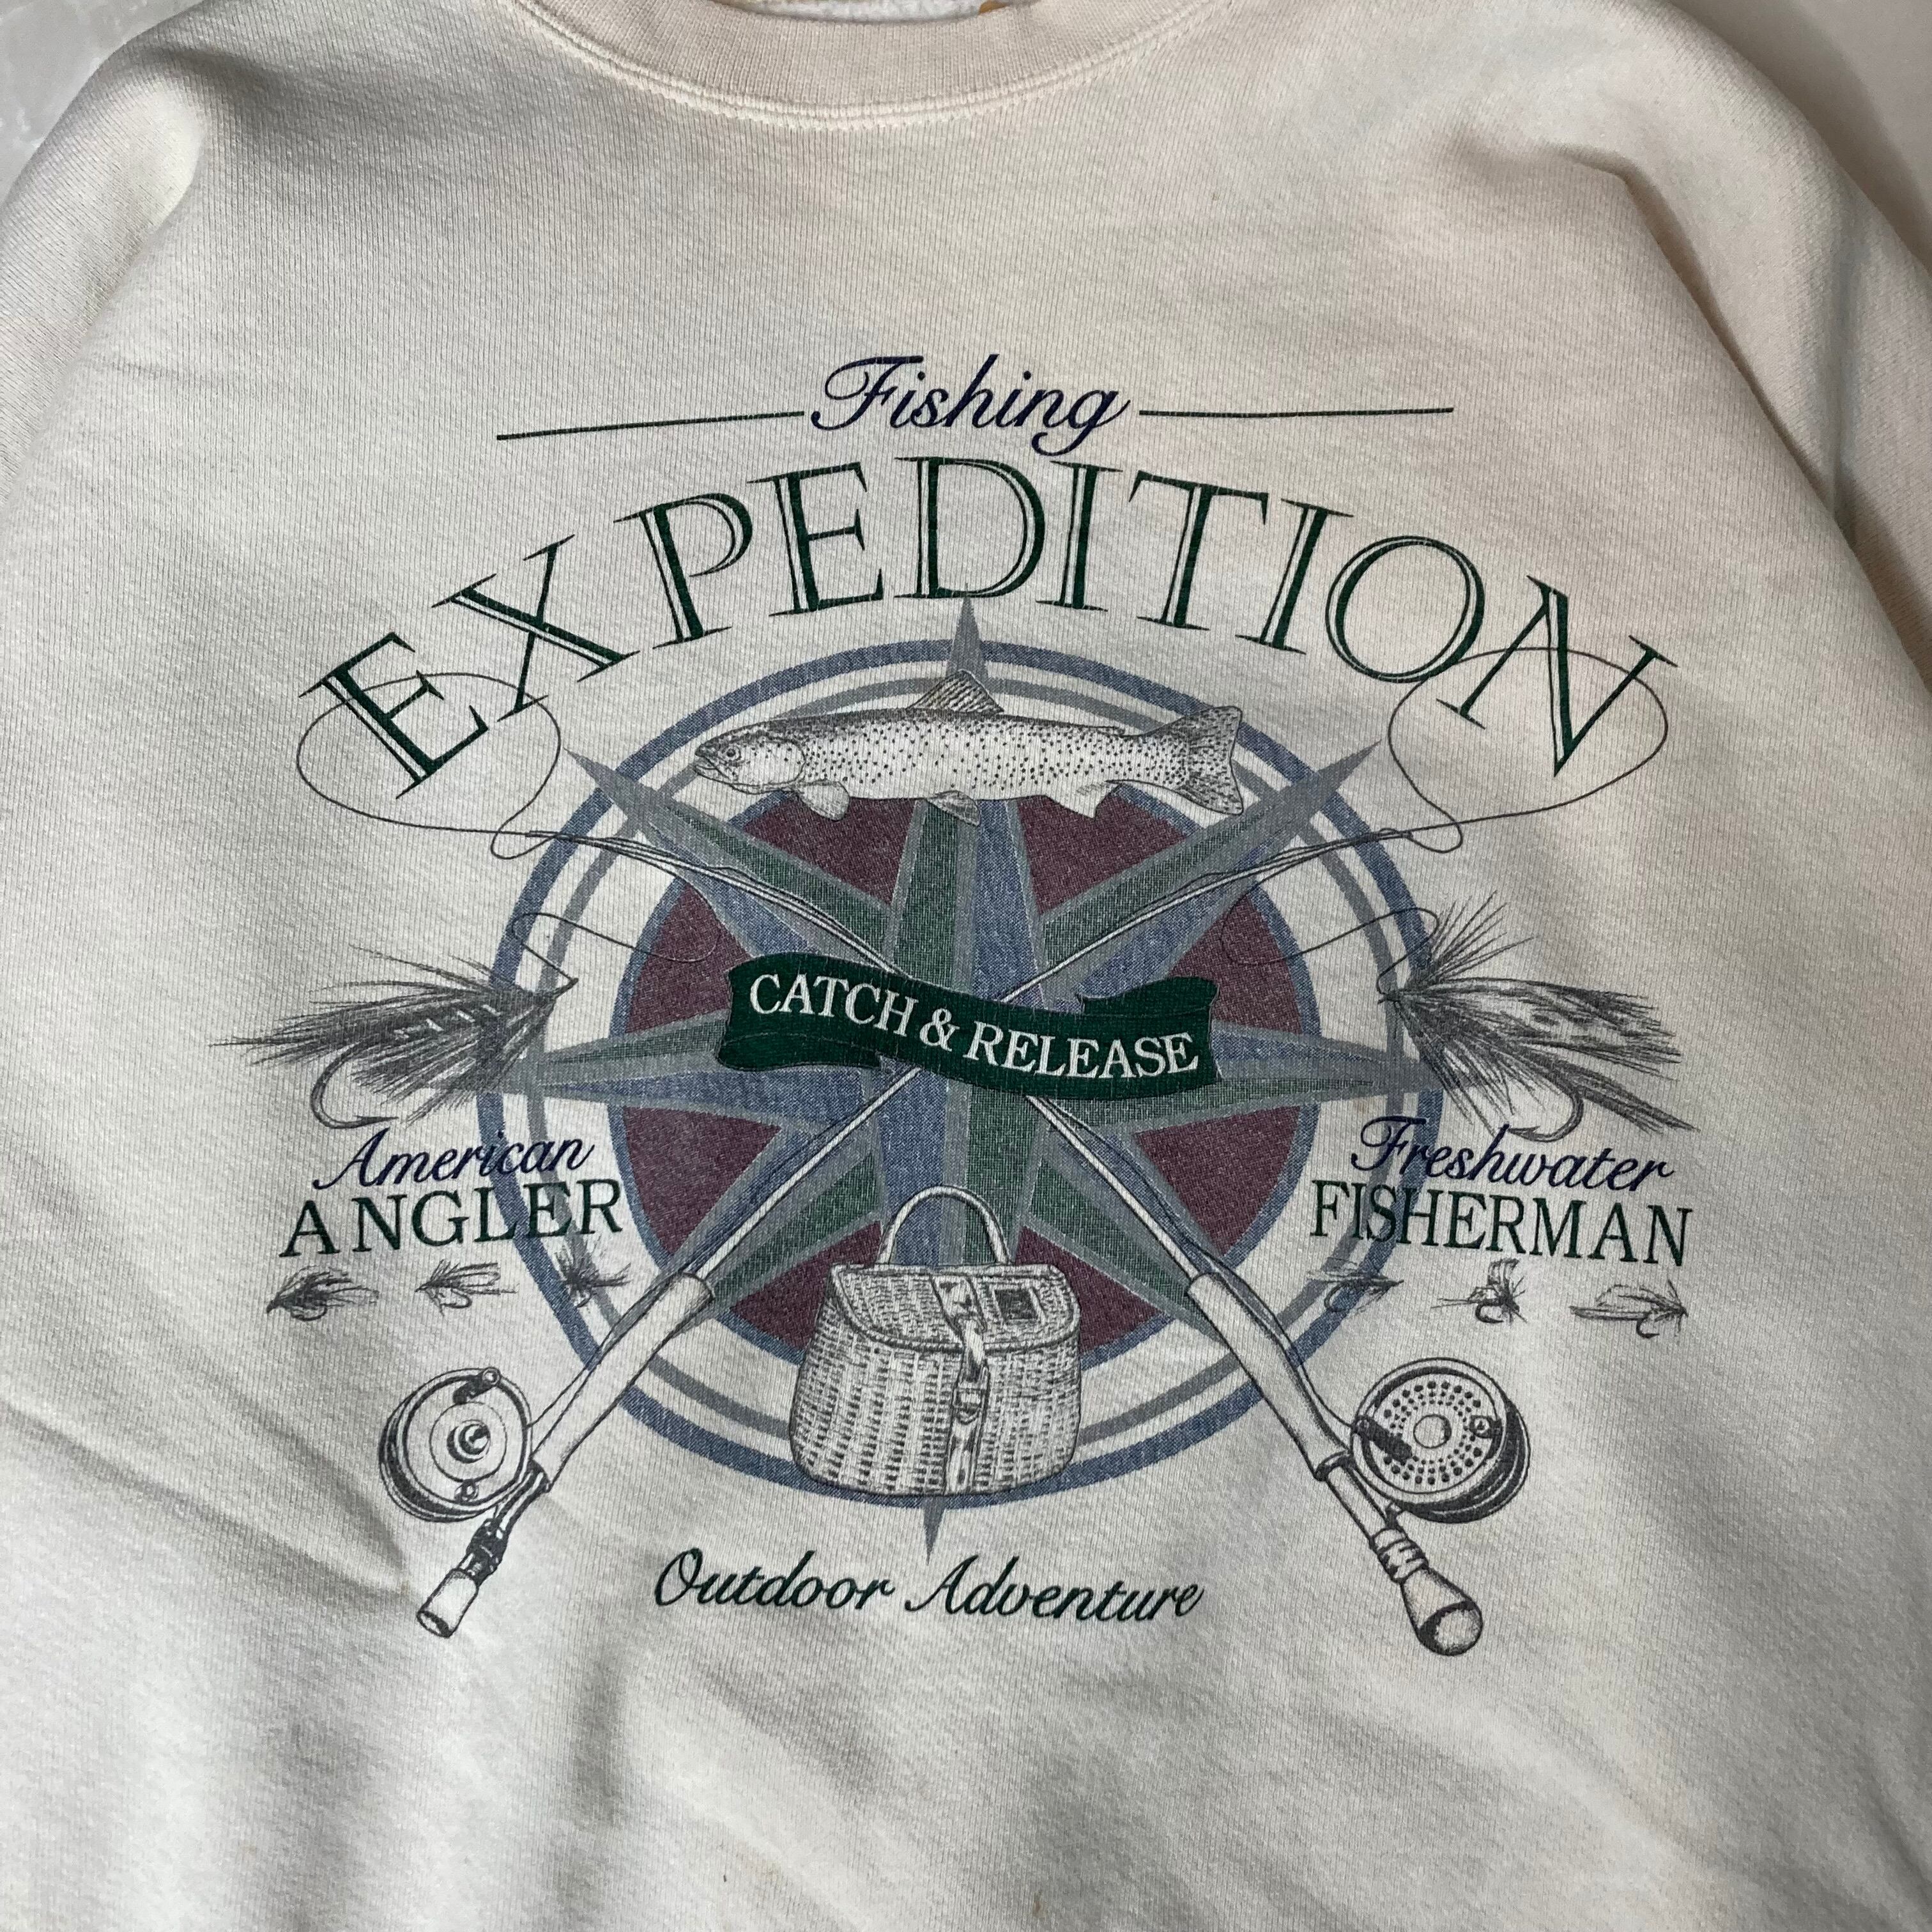 Fishing
EXPEDITION
CATCH & RELEASE
American
ANGLER
Freshwater
FISHERMAN
Outdoor Adventure